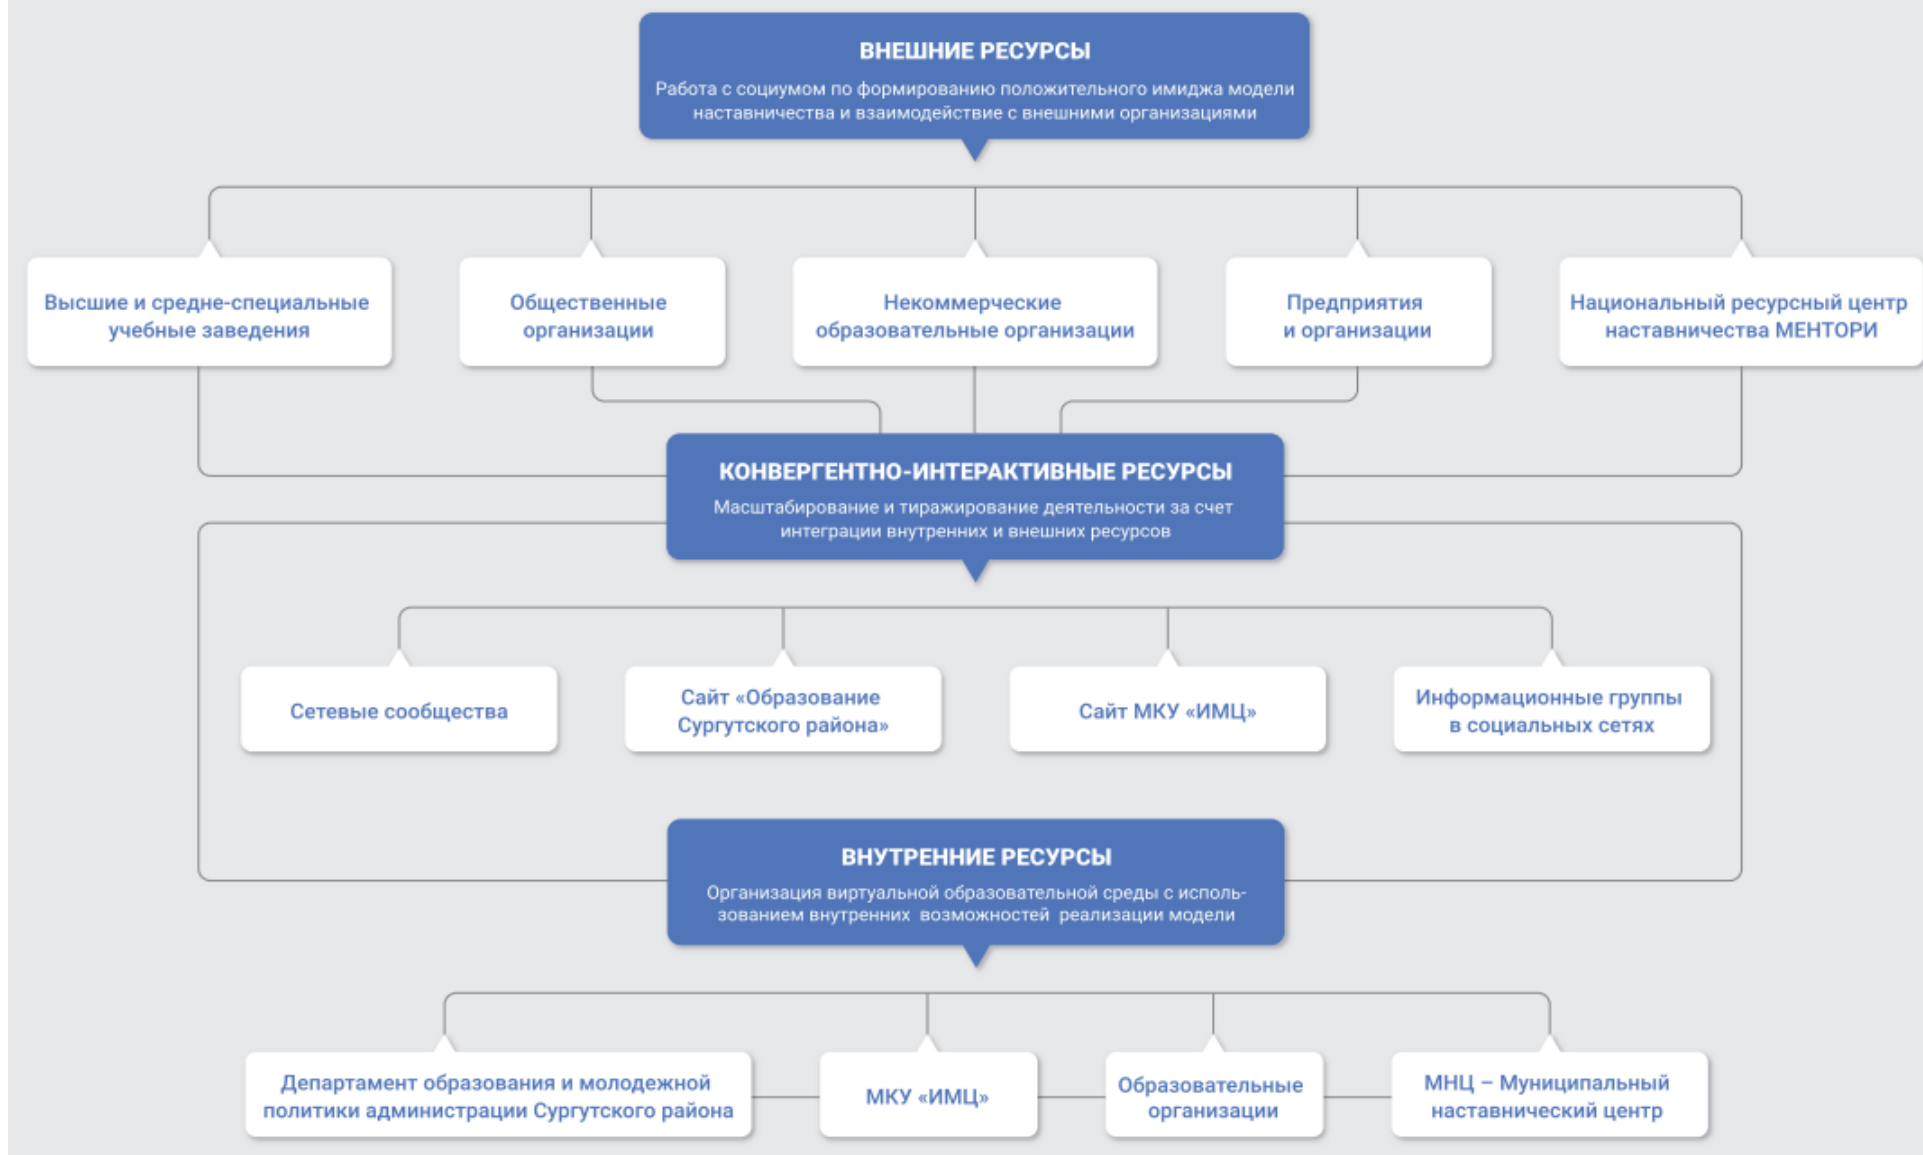 ВНЕШНИЕ РЕСУРСЫ
Работа с социумом по формированию положительного имиджа модели
наставничества и взаимодействие с внешними организациями
Высшие и средне-специальные
учебные заведения
Общественные
организации
Некоммерческие
образовательные организации
Предприятия
и организации
Национальный ресурсный центр
наставничества МЕНТОРИ
КОНВЕРГЕНТНО-ИНТЕРАКТИВНЫЕ РЕСУРСЫ
Масштабирование и тиражирование деятельности за счет
интеграции внутренних и внешних ресурсов
Сетевые сообщества
Сайт «Образование
Сургутского района»
Сайт МКУ «ИМЦ»
Информационные группы
в социальных сетях
ВНУТРЕННИЕ РЕСУРСЫ
Организация виртуальной образовательной среды с исполь-
зованием внутренних возможностей реализации модели
Департамент образования и молодежной
политики администрации Сургутского района
МКУ «ИМЦ»
Образовательные
организации
МНЦ – Муниципальный
наставнический центр